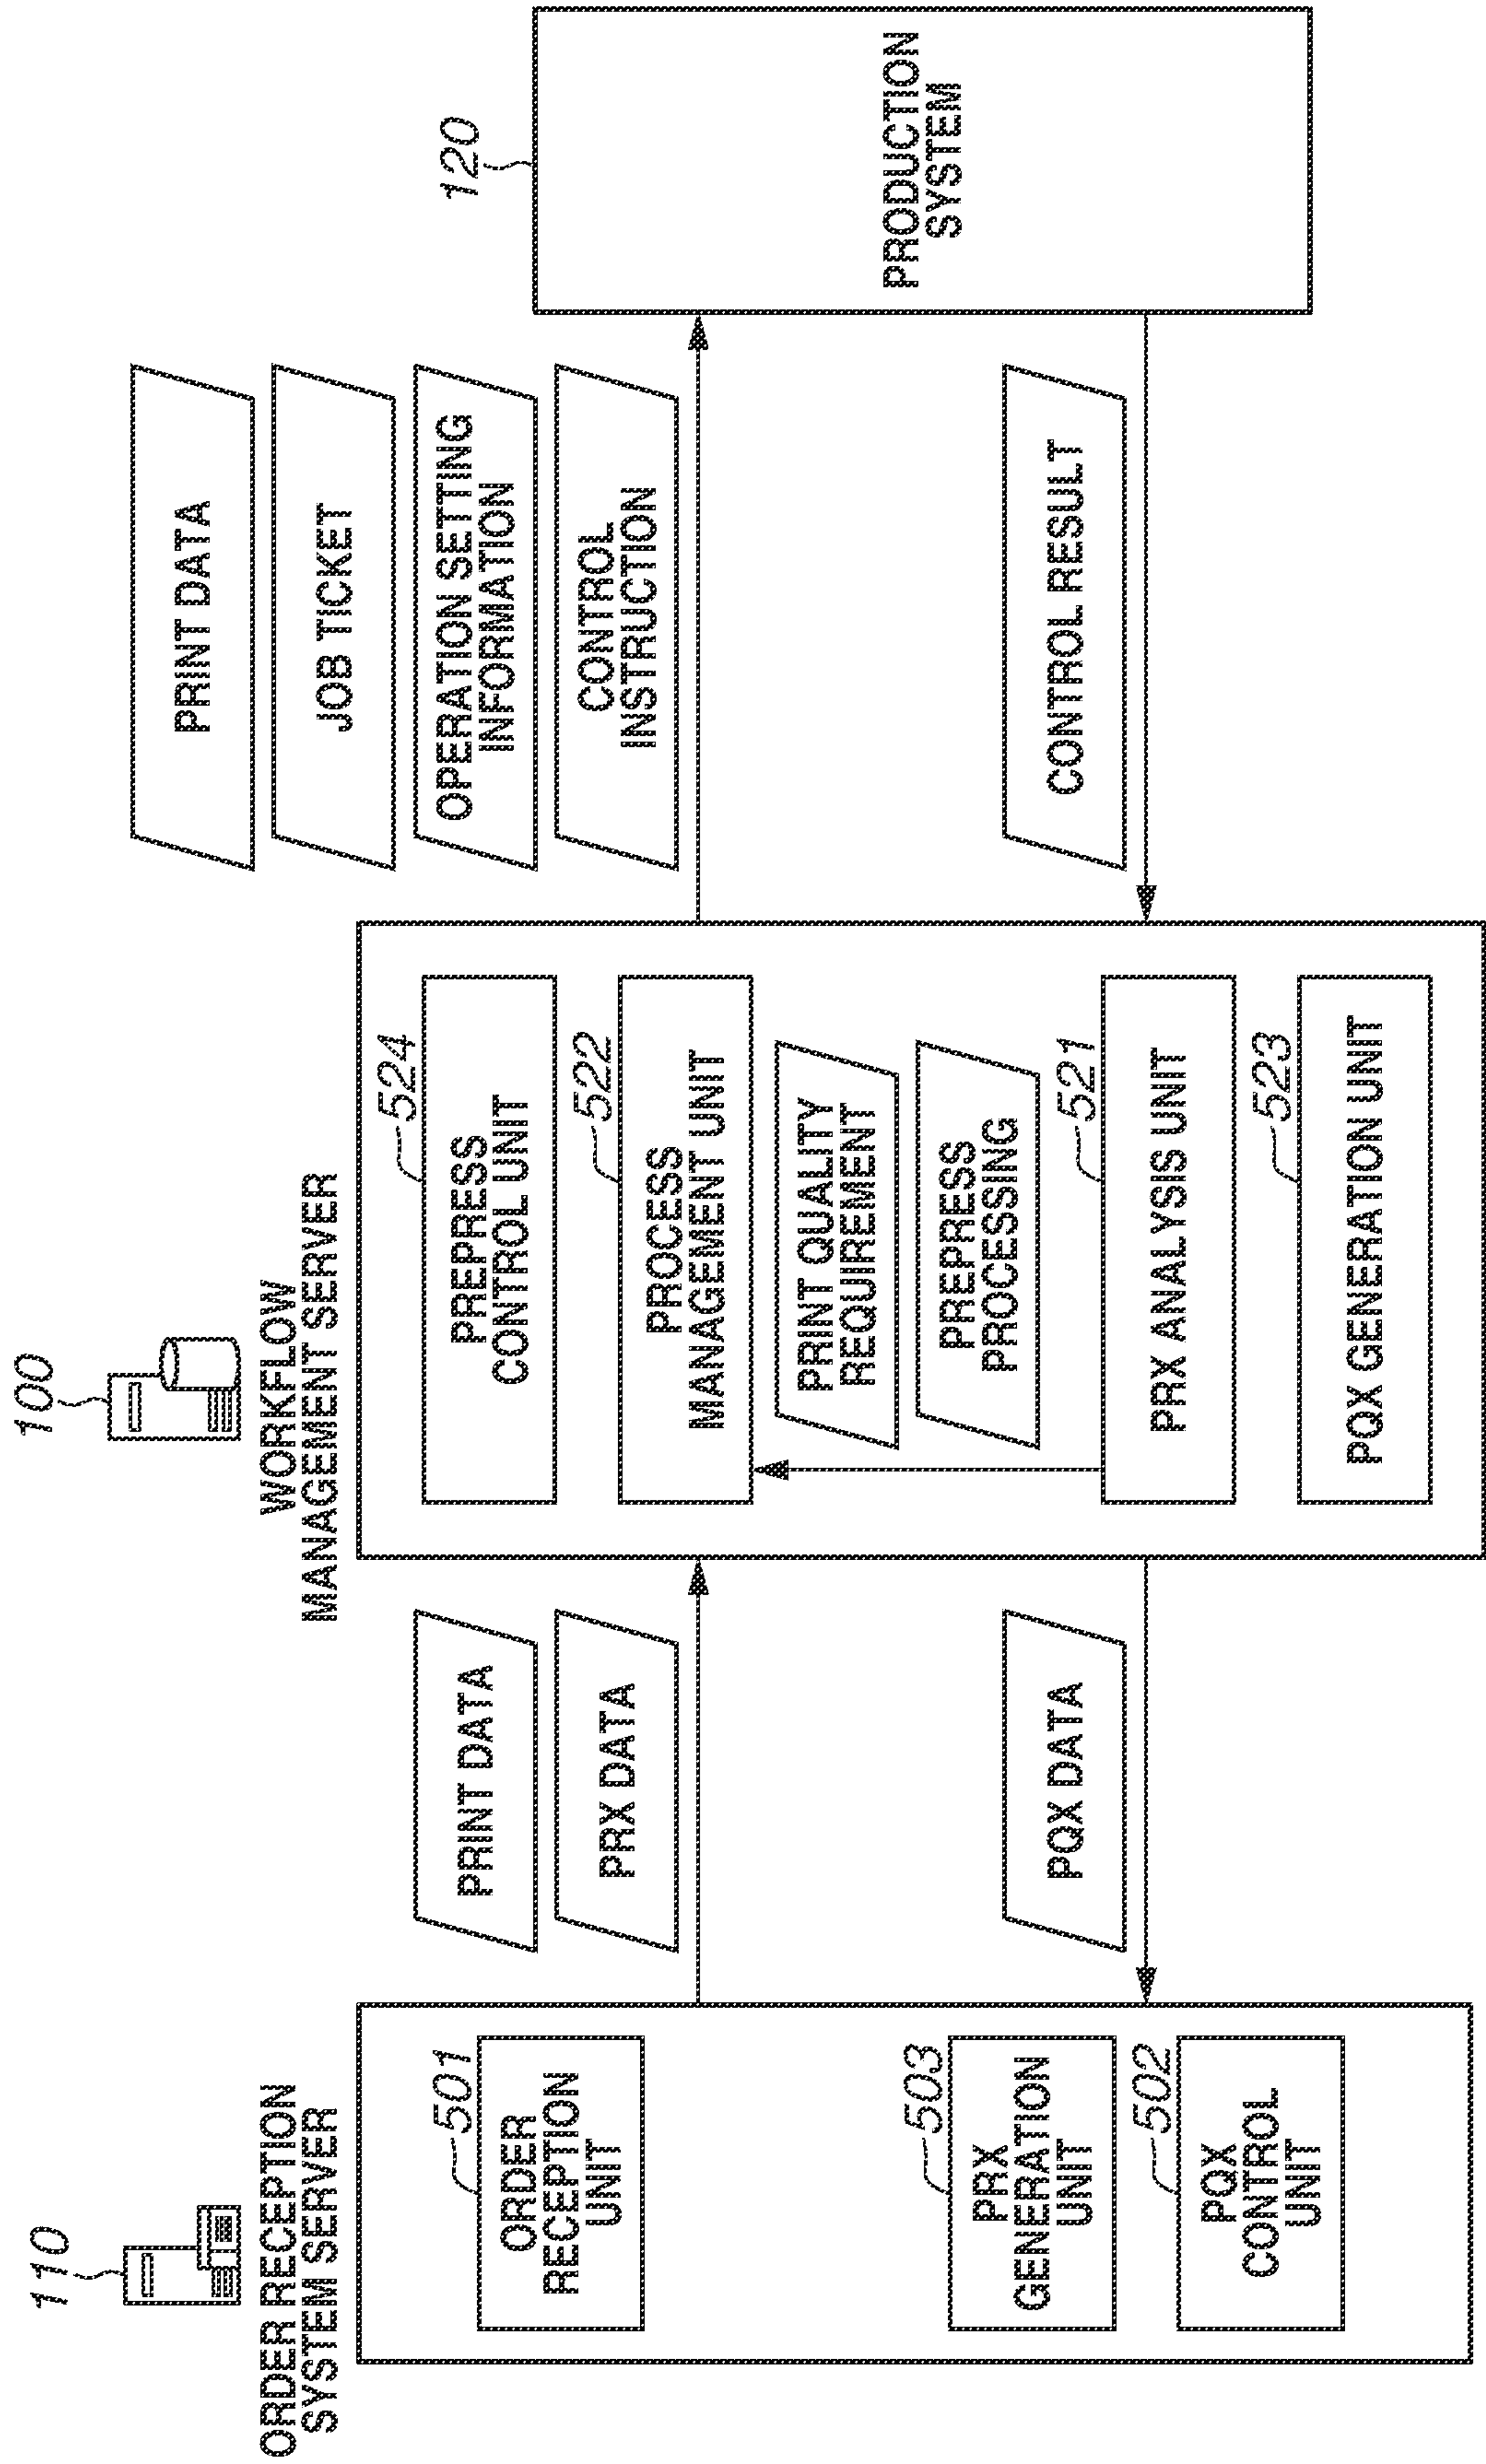 110
ORDER RECEPTION
SYSTEM SERVER
501
ORDER
RECEPTION
UNIT
503
PRX
GENERATION
UNIT
502
PQX
CONTROL
UNIT
PRINT DATA
PRX DATA
PQX DATA
100
WORKFLOW
MANAGEMENT SERVER
524
PREPRESS
CONTROL UNIT
522
PROCESS
MANAGEMENT UNIT
PRINT QUALITY
REQUIREMENT
PREPRESS
PROCESSING
521
PRX ANALYSIS UNIT
523
PQX GENERATION UNIT
PRINT DATA
JOB TICKET
OPERATION SETTING
INFORMATION
CONTROL
INSTRUCTION
CONTROL RESULT
120
PRODUCTION
SYSTEM